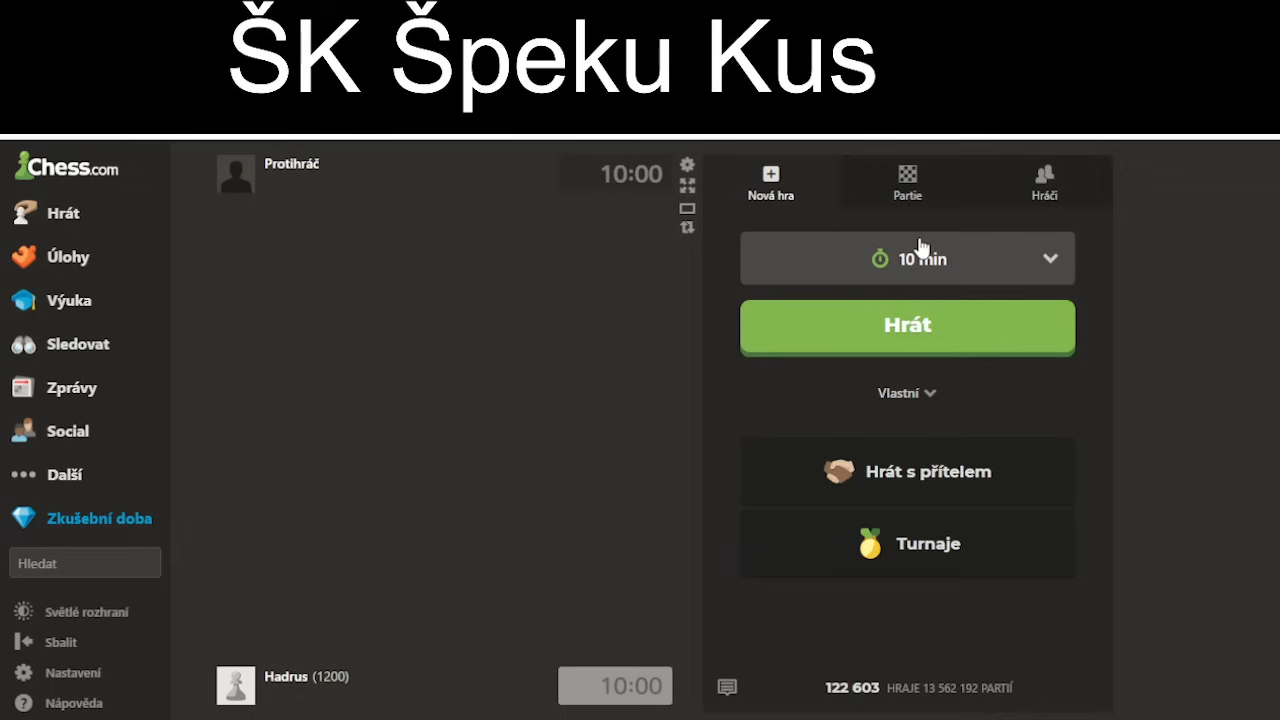 ŠK Špeku Kus
Chess.com
Hrát
Úlohy
Výuka
Sledovat
Zprávy
Social
Další
Zkušební doba
Hledat
Světlé rozhraní
Sbalit
Nastavení
Nápověda
Protihráč
10:00
Hadrus (1200)
10:00
Nová hra
Partie
Hráči
10 min
Hrát
Vlastní
Hrát s přítelem
Turnaje
122 603 HRAJE 13 562 192 PARTIÍ